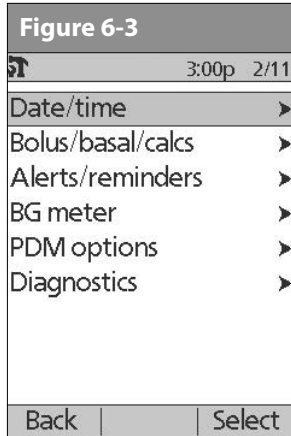 Figure 6-3
3:00p 2/11
Date/time
Bolus/basal/calcs
Alerts/reminders
BG meter
PDM options
Diagnostics
Back Select